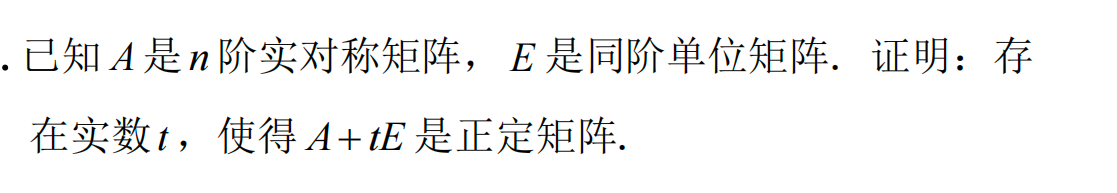 . 已知 A 是 n 阶实对称矩阵， E 是同阶单位矩阵. 证明：存
在实数 t ，使得 A+tE 是正定矩阵.